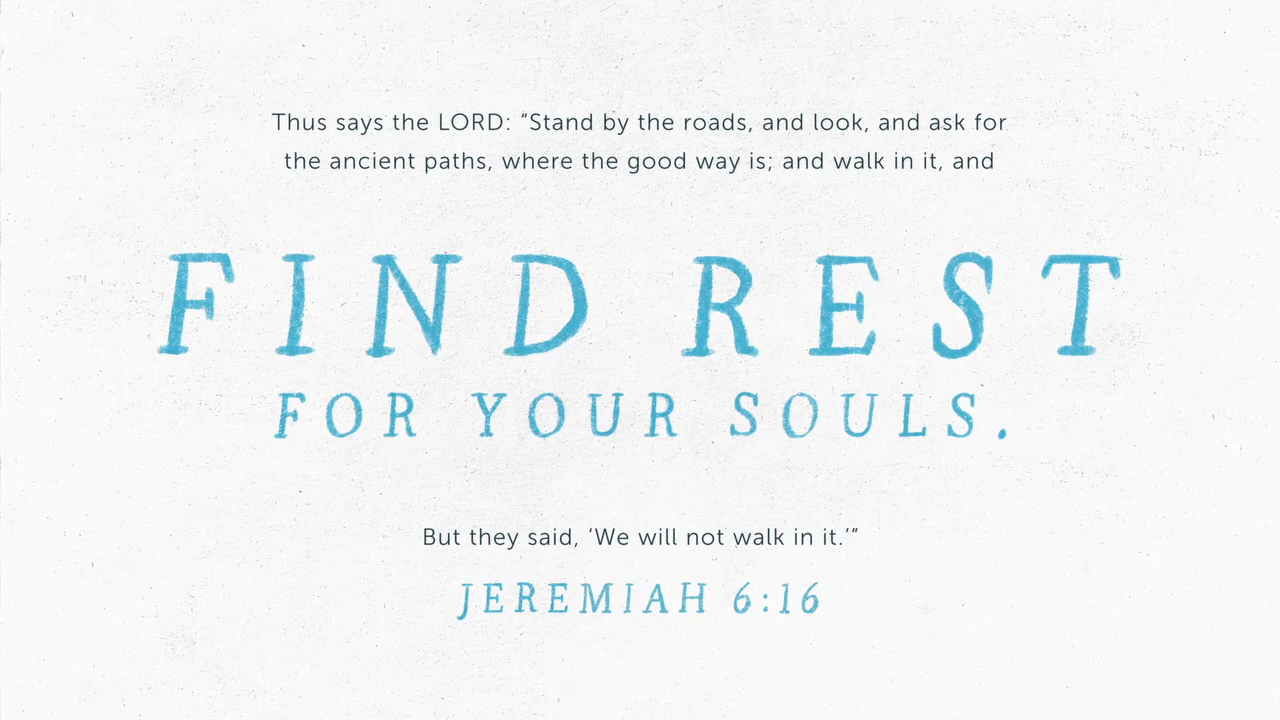 Thus says the LORD: “Stand by the roads, and look, and ask for
the ancient paths, where the good way is; and walk in it, and
FIND REST
FOR YOUR SOULS.
But they said, ‘We will not walk in it.’”
JEREMIAH 6:16